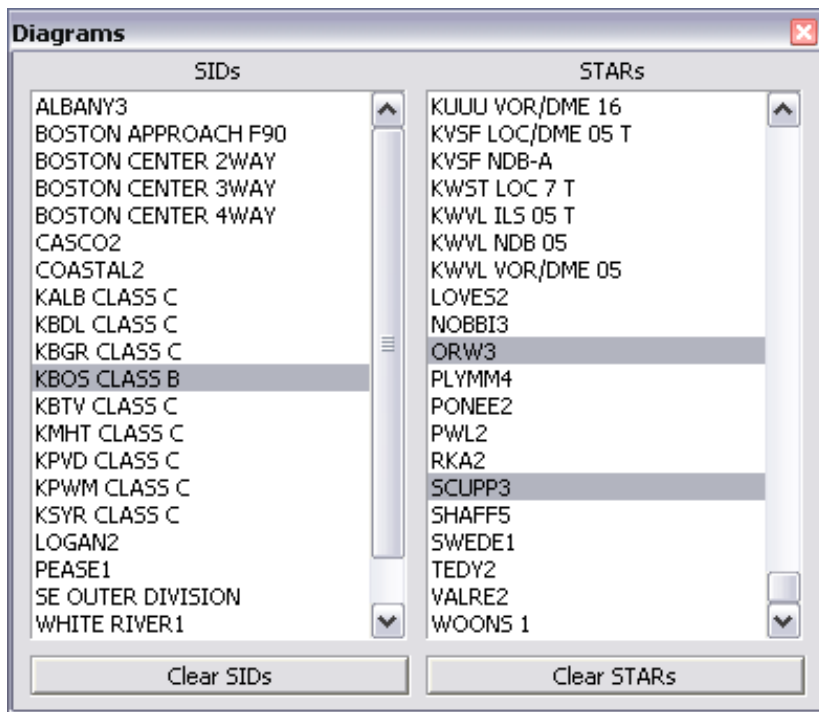 Diagrams
SIDs
ALBANY3
BOSTON APPROACH F90
BOSTON CENTER 2WAY
BOSTON CENTER 3WAY
BOSTON CENTER 4WAY
CASCO2
COASTAL2
KALB CLASS C
KBDL CLASS C
KBGR CLASS C
KBOS CLASS B
KBTV CLASS C
KMHT CLASS C
KPVD CLASS C
KPWM CLASS C
KSYR CLASS C
LOGAN2
PEASE1
SE OUTER DIVISION
WHITE RIVER1
Clear SIDs
STARs
KUUU VOR/DME 16
KVSF LOC/DME 05 T
KVSF NDB-A
KWST LOC 7 T
KWVL ILS 05 T
KWVL NDB 05
KWVL VOR/DME 05
LOVES2
NOBBI3
ORW3
PLYMM4
PONEE2
PWL2
RKA2
SCUPP3
SHAFF5
SWEDE1
TEDY2
VALRE2
WOONS 1
Clear STARs